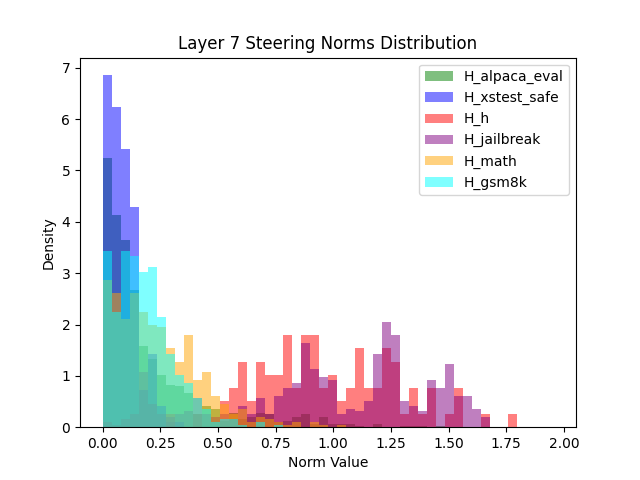 Layer 7 Steering Norms Distribution
H_alpaca_eval
H_xstest_safe
H_h
H_jailbreak
H_math
H_gsm8k
Density
7
6
5
4
3
2
1
0
0.00 0.25 0.50 0.75 1.00 1.25 1.50 1.75 2.00
Norm Value